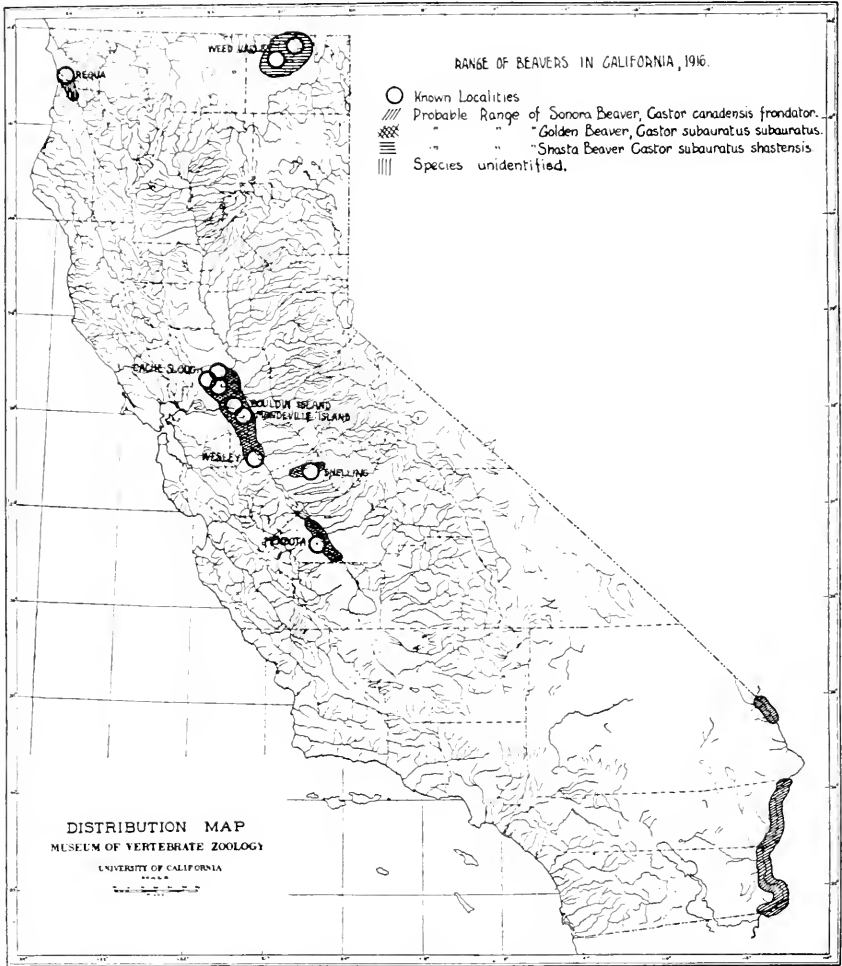 RANGE OF BEAVERS IN CALIFORNIA, 1916.
Known Localities
Probable Range of Sonora Beaver, Castor canadensis frondator.
" " " Golden Beaver, Castor subauratus subauratus.
" " " Shasta Beaver Castor subauratus shastensis
Species unidentified.
REQUA
WEED
CACHE SLOUGH
BOULDIN ISLAND
MANDEVILLE ISLAND
WESLEY
SNELLING
MENDOTA
DISTRIBUTION MAP
MUSEUM OF VERTEBRATE ZOOLOGY
UNIVERSITY OF CALIFORNIA